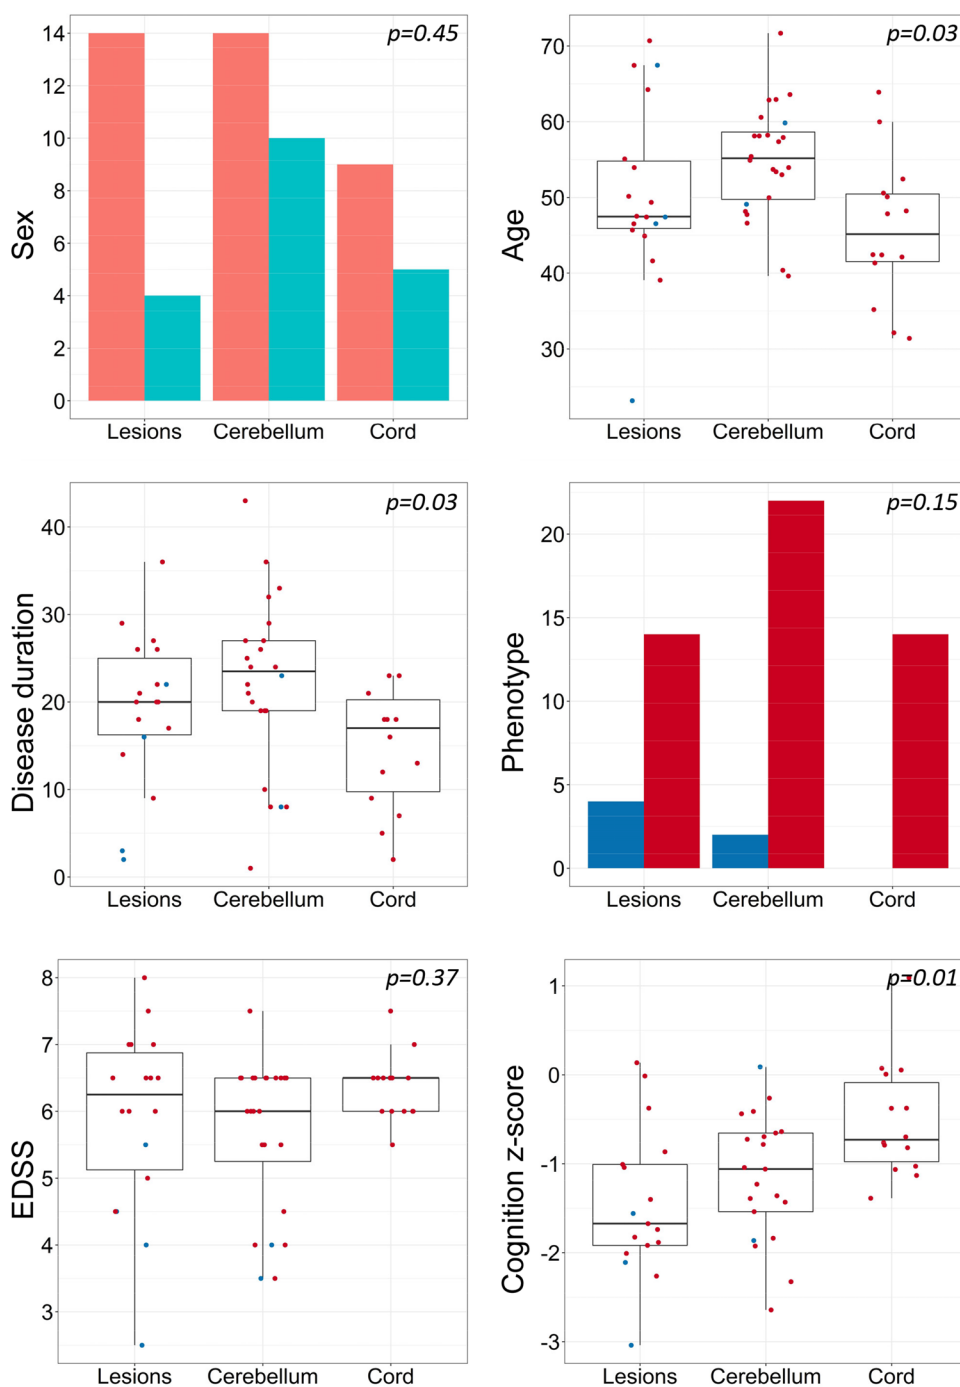 Sex
14
12
10
8
6
4
2
0
p=0.45
Lesions Cerebellum Cord
Age
70
60
50
40
30
p=0.03
Lesions Cerebellum Cord
Disease duration
40
30
20
10
0
p=0.03
Lesions Cerebellum Cord
Phenotype
20
15
10
5
0
p=0.15
Lesions Cerebellum Cord
EDSS
8
7
6
5
4
3
p=0.37
Lesions Cerebellum Cord
Cognition z-score
1
0
-1
-2
-3
p=0.01
Lesions Cerebellum Cord